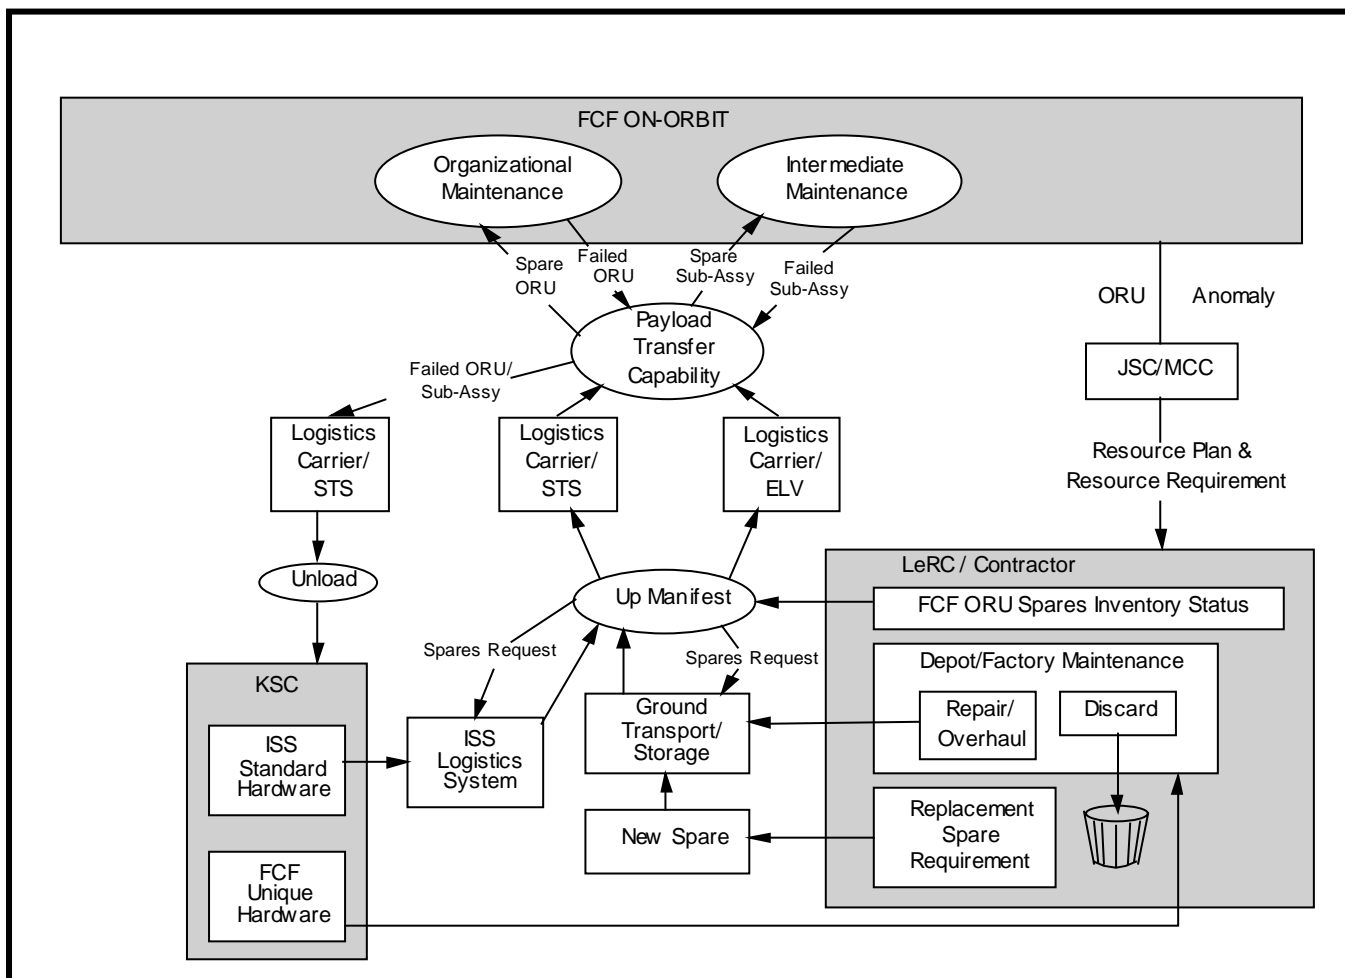 FCF ON-ORBIT
Organizational
Maintenance
Intermediate
Maintenance
Spare
ORU
Failed
ORU
Spare
Sub-Assy
Failed
Sub-Assy
ORU
Anomaly
Payload
Transfer
Capability
Failed ORU/
Sub-Assy
JSC/MCC
Logistics
Carrier/
STS
Logistics
Carrier/
STS
Logistics
Carrier/
ELV
Resource Plan &
Resource Requirement
Unload
Up Manifest
LeRC / Contractor
FCF ORU Spares Inventory Status
Spares Request
Spares Request
Depot/Factory Maintenance
Repair/
Overhaul
Discard
KSC
ISS
Standard
Hardware
ISS
Logistics
System
Ground
Transport/
Storage
New Spare
Replacement
Spare
Requirement
FCF
Unique
Hardware